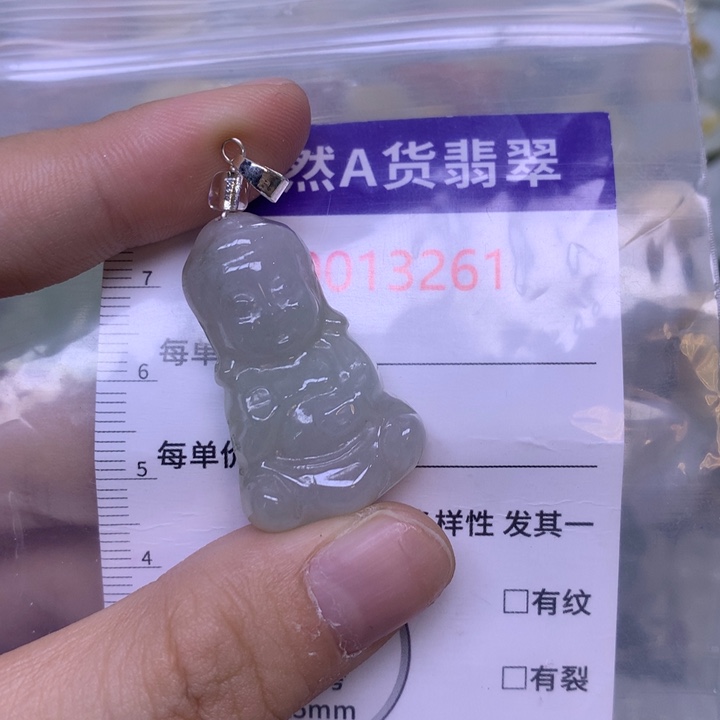 然A货翡翠
013261
7
每单
6
每单价
5
样性 发其一
4
□有纹
□有裂
mm